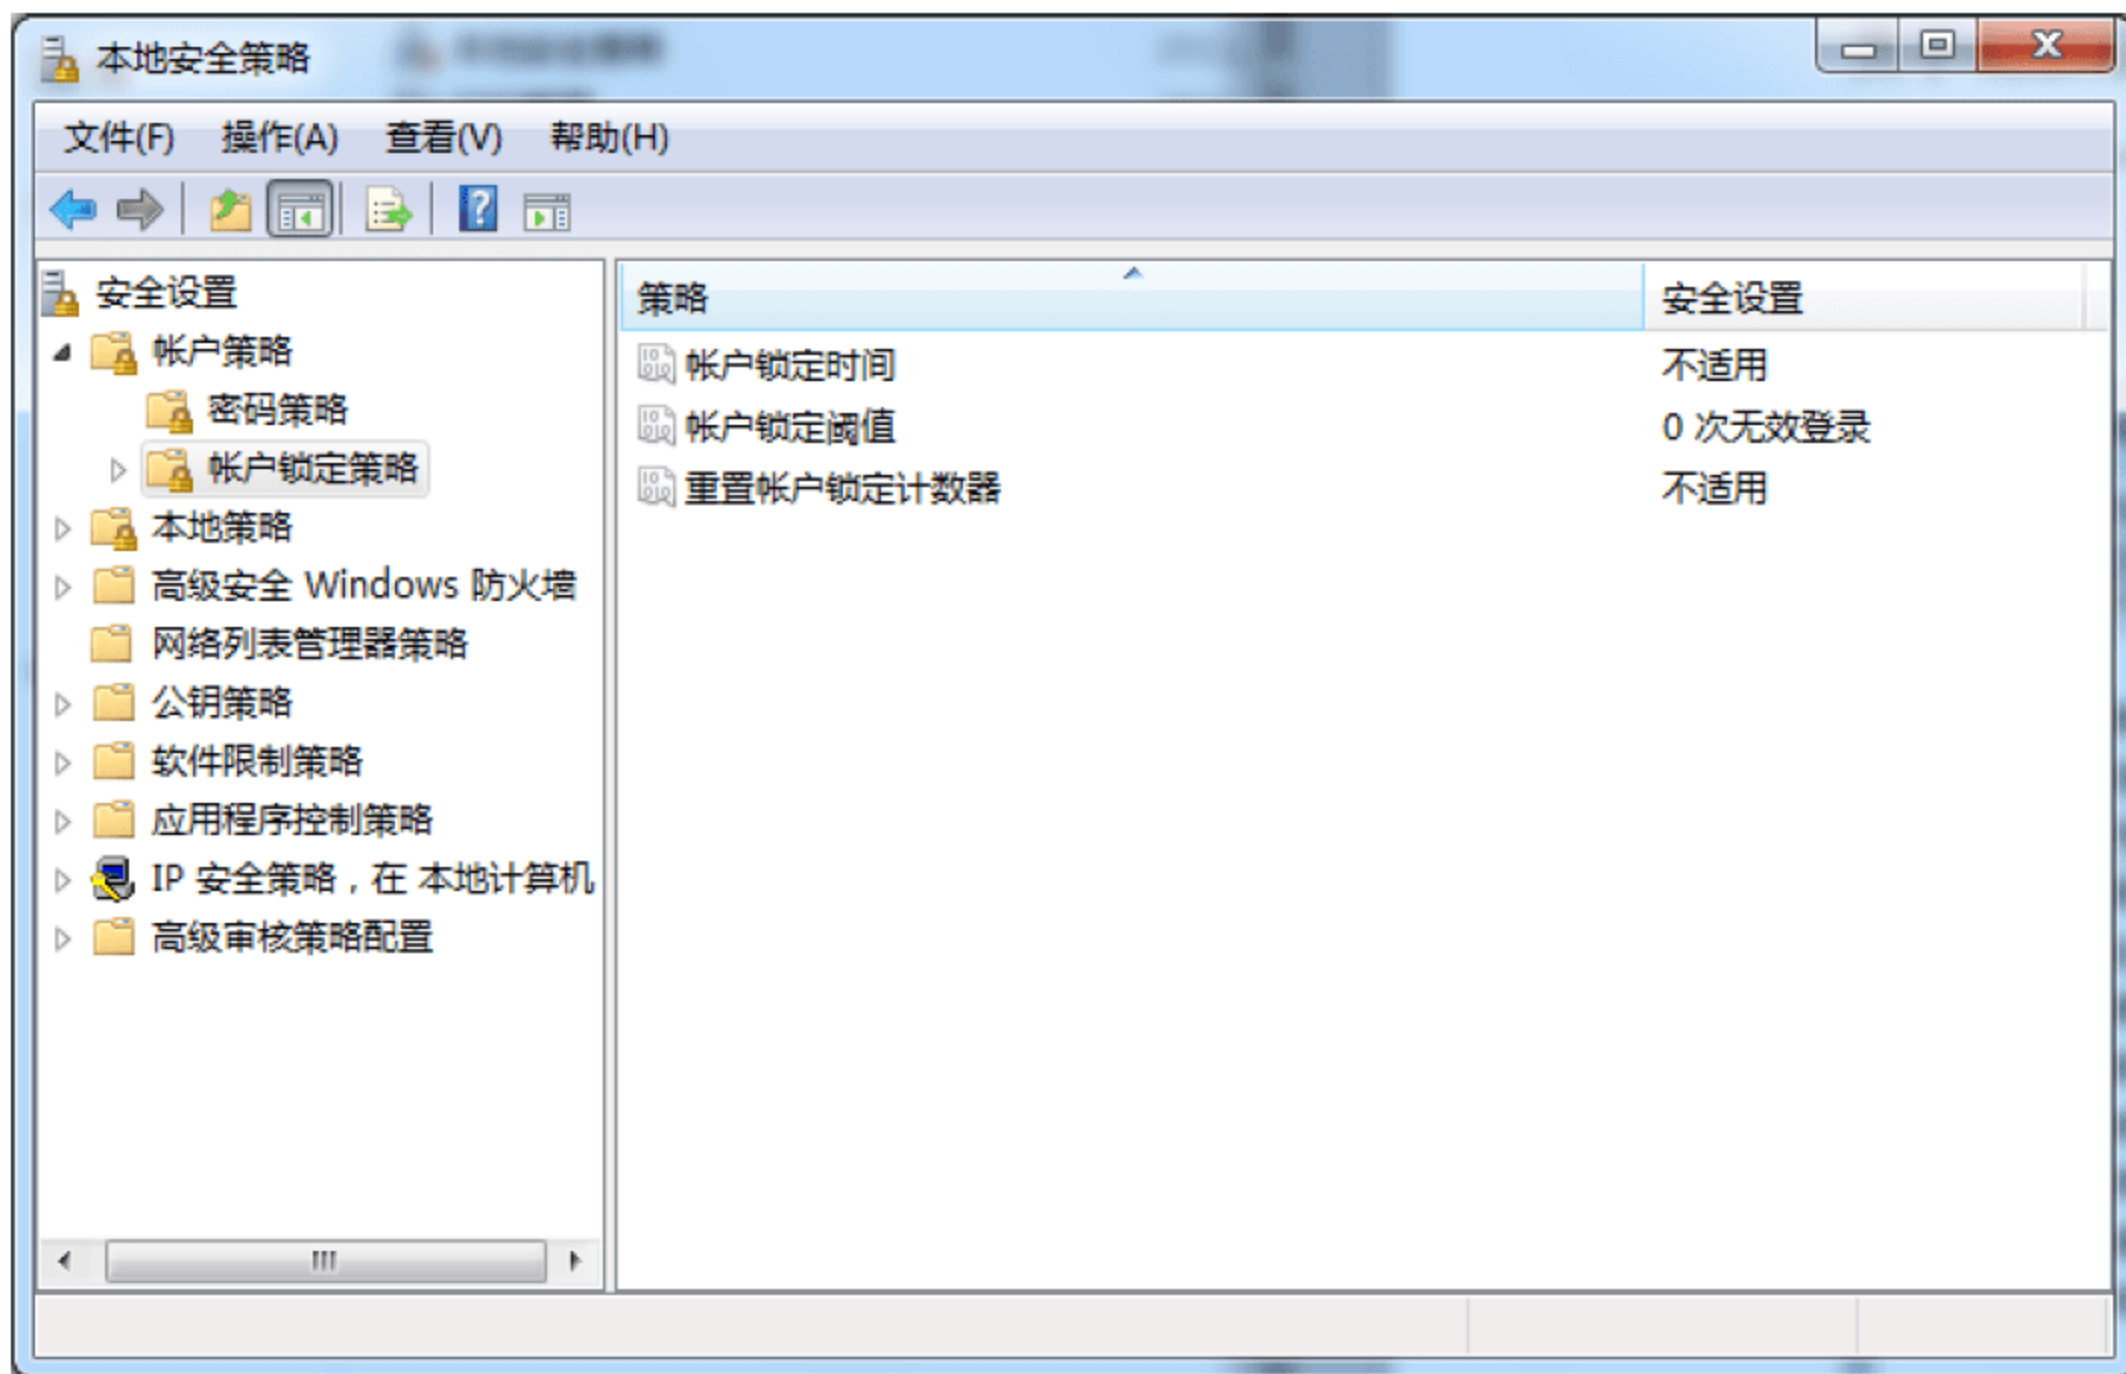 本地安全策略
文件(F) 操作(A) 查看(V) 帮助(H)
安全设置
帐户策略
密码策略
帐户锁定策略
本地策略
高级安全 Windows 防火墙
网络列表管理器策略
公钥策略
软件限制策略
应用程序控制策略
IP 安全策略，在 本地计算机
高级审核策略配置
策略 安全设置
帐户锁定时间 不适用
帐户锁定阈值 0 次无效登录
重置帐户锁定计数器 不适用